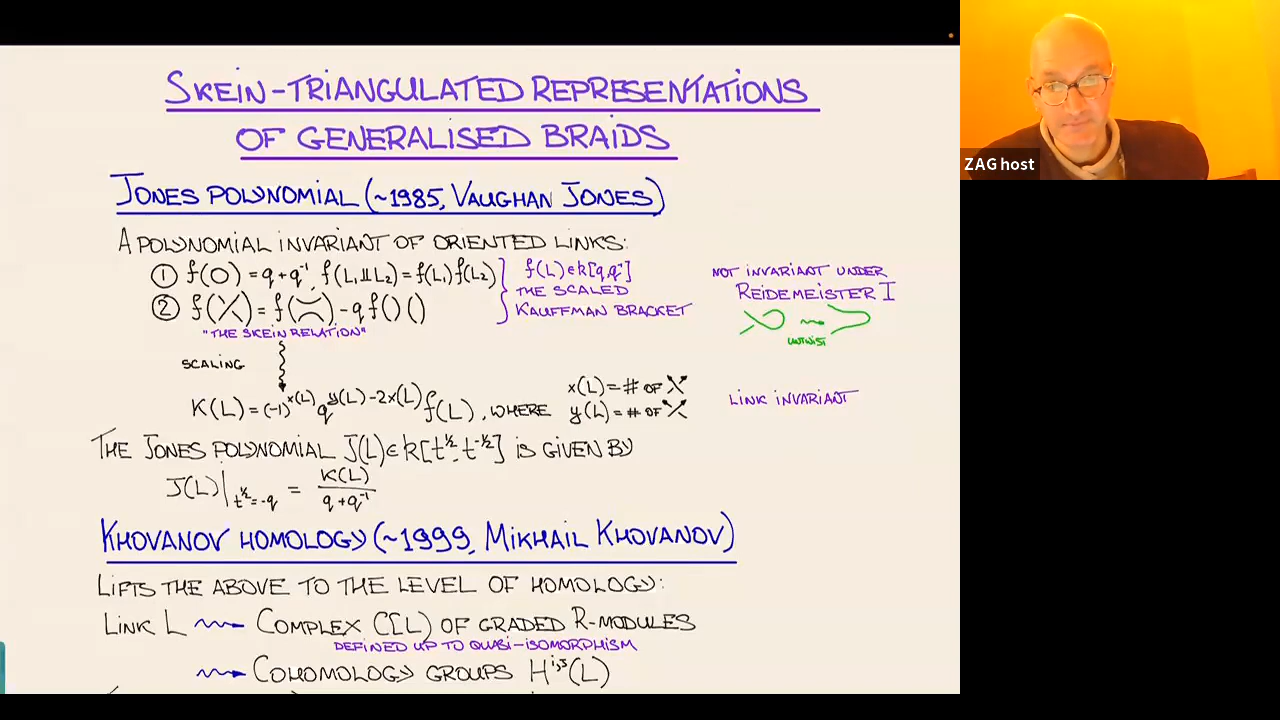 SKEIN-TRIANGULATED REPRESENTATIONS
OF GENERALISED BRAIDS
JONES POLYNOMIAL (~1985, VAUGHAN JONES)
A POLYNOMIAL INVARIANT OF ORIENTED LINKS:
① f(O) = q + q⁻¹, f(L₁ ⊔ L₂) = f(L₁) f(L₂) } f(L) ∈ k[q, q⁻¹]
② f(⤫) = f(≍) - q f()() THE SCALED KAUFFMAN BRACKET
"THE SKEIN RELATION"
NOT INVARIANT UNDER
REIDEMEISTER I
UNTWIST
SCALING
K(L) = (-1)^{x(L)} q^{y(L)-2x(L)} f(L), WHERE x(L) = # OF ⤫
y(L) = # OF ⤫
LINK INVARIANT
THE JONES POLYNOMIAL J(L) ∈ k[t^{½}, t^{-½}] IS GIVEN BY
J(L)|_{t^{½}=-q} = K(L) / (q + q⁻¹)
KHOVANOV HOMOLOGY (~1999, MIKHAIL KHOVANOV)
LIFTS THE ABOVE TO THE LEVEL OF HOMOLOGY:
LINK L ⇝ COMPLEX C(L) OF GRADED R-MODULES
DEFINED UP TO QUASI-ISOMORPHISM
⇝ COHOMOLOGY GROUPS H^{i,j}(L)
ZAG host